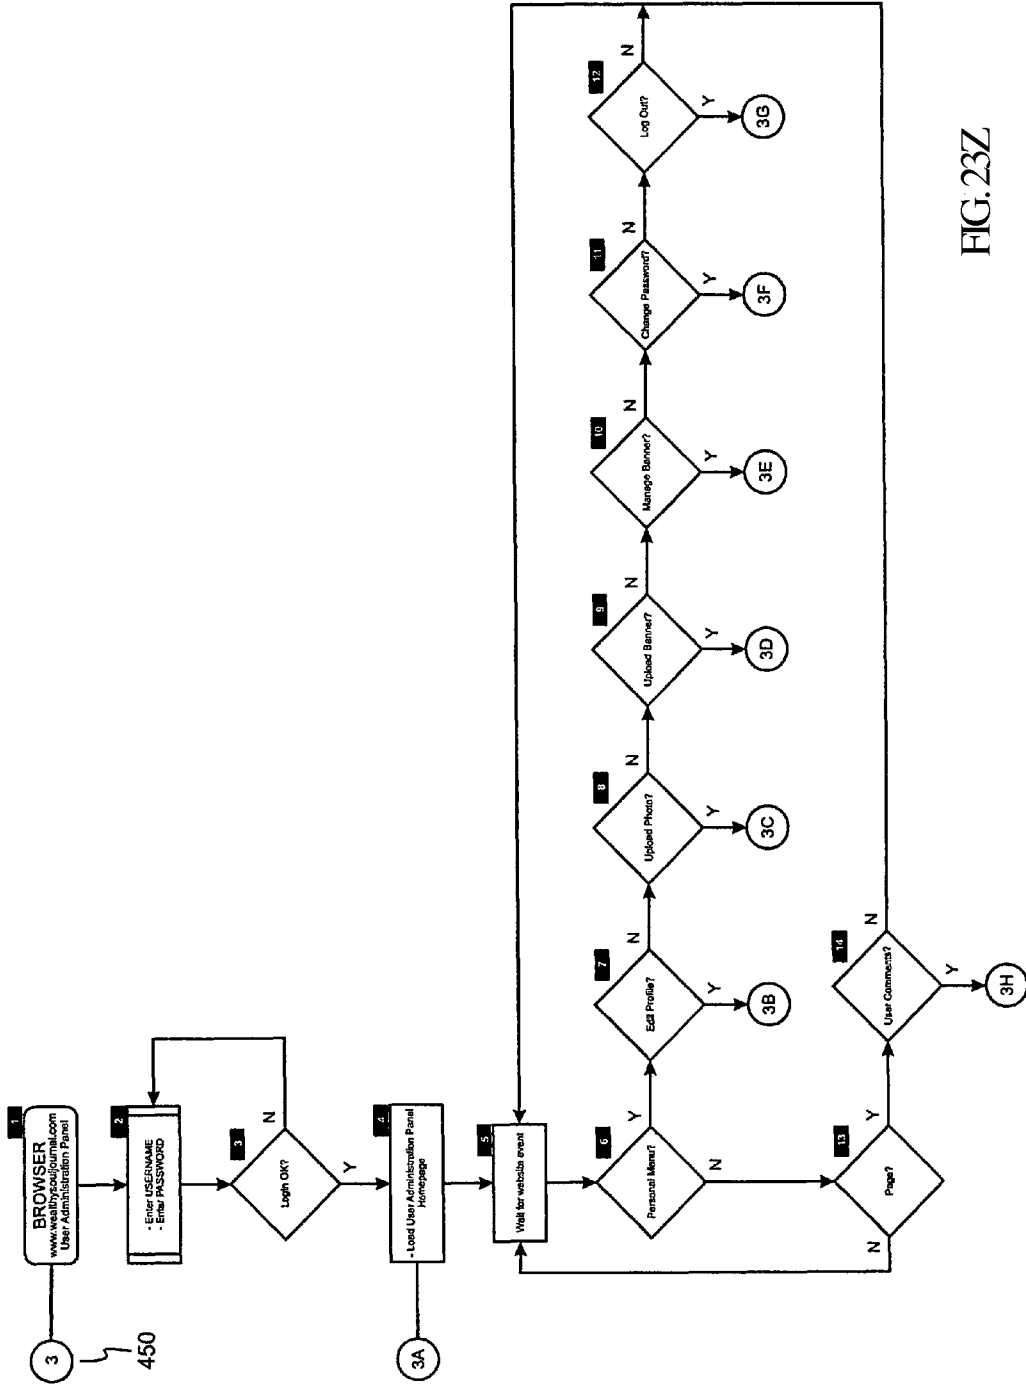 3
450
1
BROWSER
www.wealthysouljournal.com
User Administration Panel
2
- Enter USERNAME
- Enter PASSWORD
3
Login OK?
N
Y
4
- Load User Administration Panel
Homepage
3A
5
Wait for website event
6
Personal Menu?
Y
N
7
Edit Profile?
N
Y
3B
8
Upload Photo?
N
Y
3C
9
Upload Banner?
N
Y
3D
10
Manage Banner?
N
Y
3E
11
Change Password?
N
Y
3F
12
Log Out?
N
Y
3G
13
Page?
N
Y
14
User Comments?
N
Y
3H
FIG. 23Z